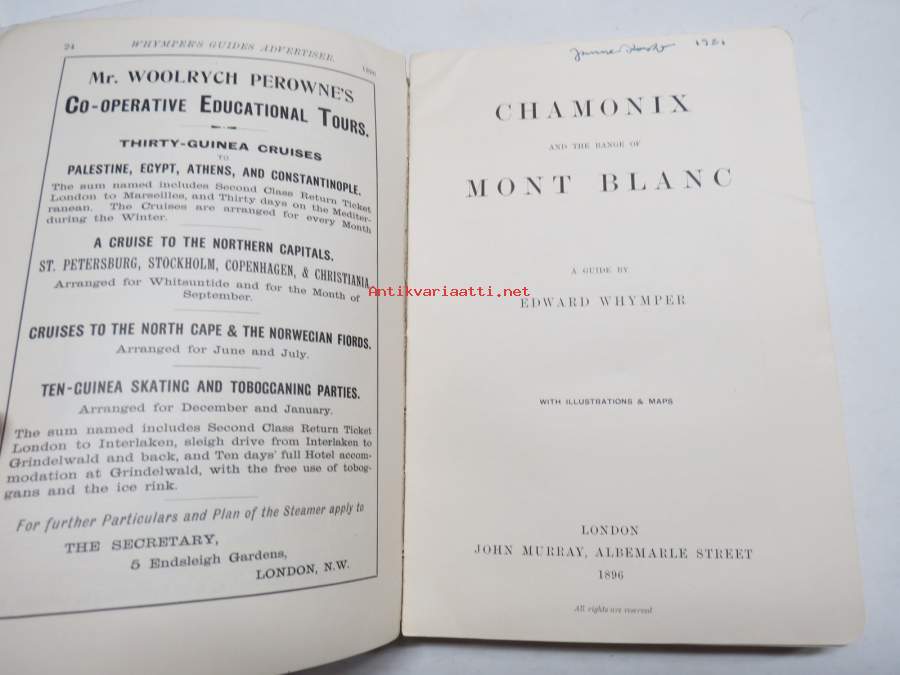 24 WHYMPER'S GUIDES ADVERTISER. 1896
Mr. WOOLRYCH PEROWNE'S
CO-OPERATIVE EDUCATIONAL TOURS.
THIRTY-GUINEA CRUISES
TO
PALESTINE, EGYPT, ATHENS, AND CONSTANTINOPLE.
The sum named includes Second Class Return Ticket
London to Marseilles, and Thirty days on the Mediter-
ranean. The Cruises are arranged for every Month
during the Winter.
A CRUISE TO THE NORTHERN CAPITALS.
ST. PETERSBURG, STOCKHOLM, COPENHAGEN, & CHRISTIANIA.
Arranged for Whitsuntide and for the Month of
September.
CRUISES TO THE NORTH CAPE & THE NORWEGIAN FIORDS.
Arranged for June and July.
TEN-GUINEA SKATING AND TOBOGGANING PARTIES.
Arranged for December and January.
The sum named includes Second Class Return Ticket
London to Interlaken, sleigh drive from Interlaken to
Grindelwald and back, and Ten days' full Hotel accom-
modation at Grindelwald, with the free use of tobog-
gans and the ice rink.
For further Particulars and Plan of the Steamer apply to
THE SECRETARY,
5 Endsleigh Gardens,
LONDON, N.W.
1981
CHAMONIX
AND THE RANGE OF
MONT BLANC
A GUIDE BY
EDWARD WHYMPER
WITH ILLUSTRATIONS & MAPS
LONDON
JOHN MURRAY, ALBEMARLE STREET
1896
All rights are reserved
Antikvariaatti.net